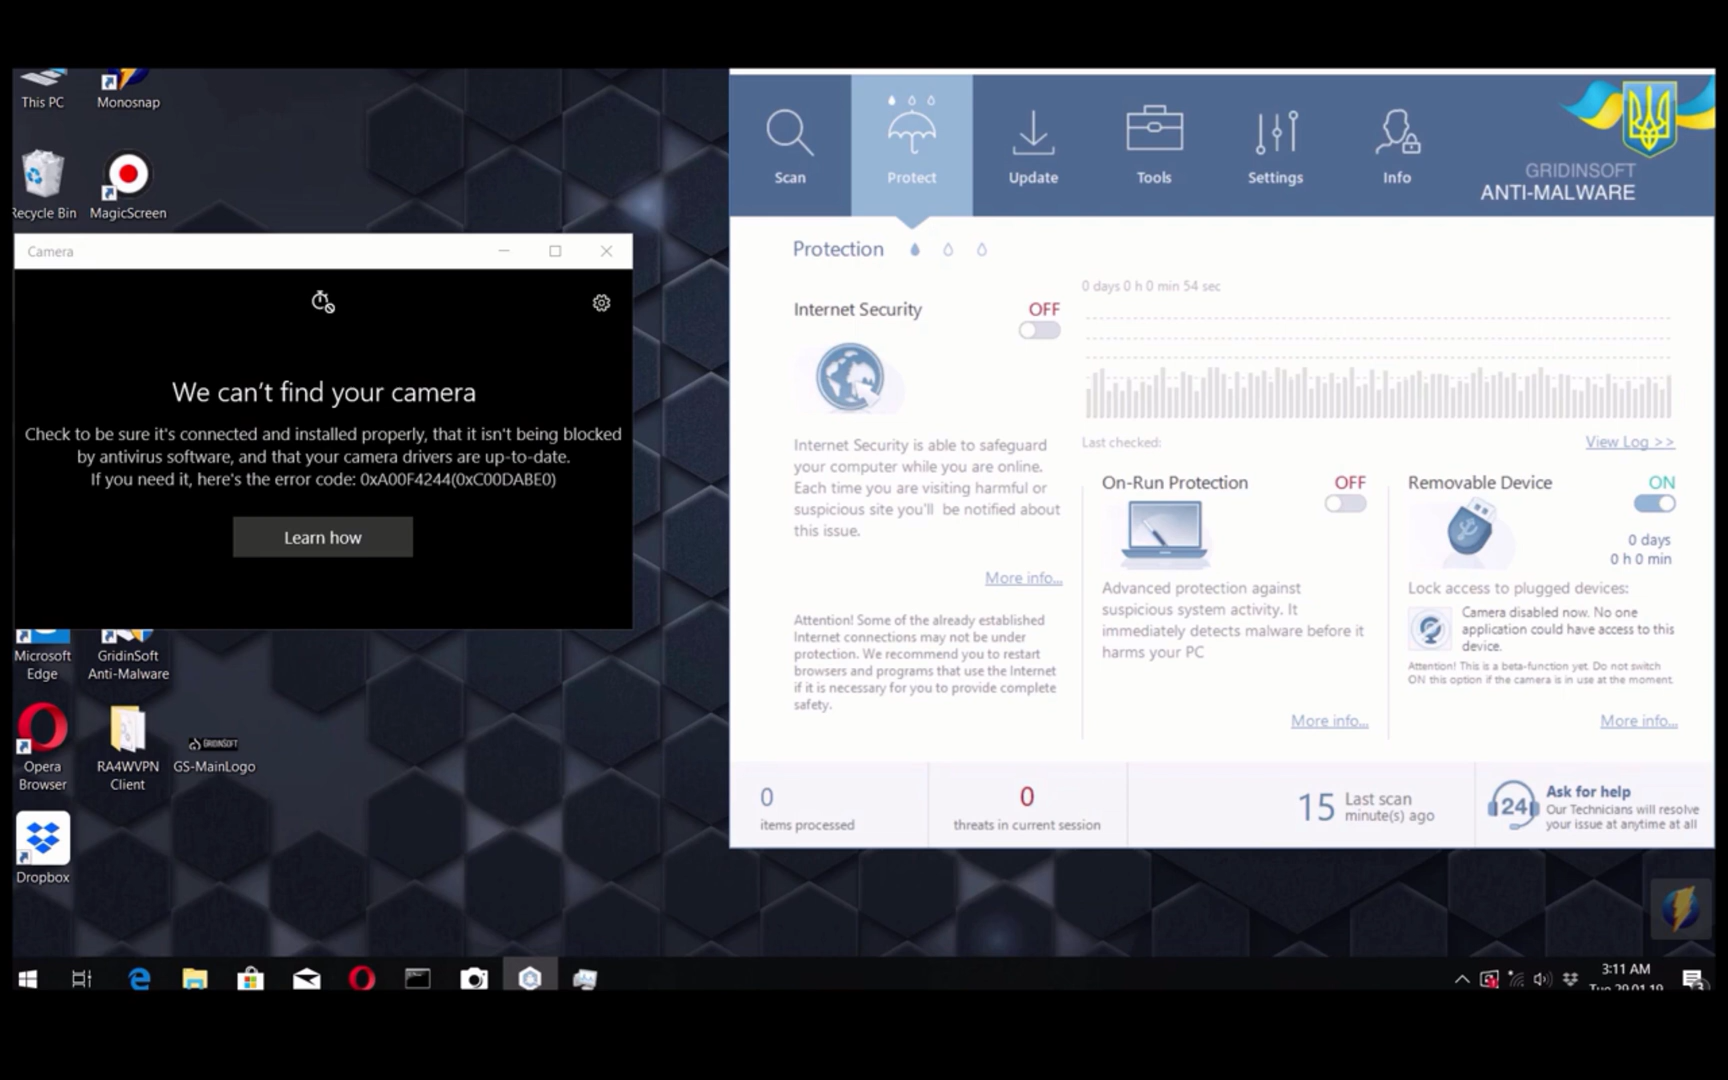 This PC
Monosnap
Recycle Bin
MagicScreen
Camera
We can't find your camera
Check to be sure it's connected and installed properly, that it isn't being blocked
by antivirus software, and that your camera drivers are up-to-date.
If you need it, here's the error code: 0xA00F4244(0xC00DABE0)
Learn how
Microsoft
Edge
GridinSoft
Anti-Malware
Opera
Browser
RA4WVPN
Client
GRIDINSOFT
GS-MainLogo
Dropbox
Scan
Protect
Update
Tools
Settings
Info
GRIDINSOFT
ANTI-MALWARE
Protection
Internet Security
OFF
Internet Security is able to safeguard
your computer while you are online.
Each time you are visiting harmful or
suspicious site you'll be notified about
this issue.
More info...
Attention! Some of the already established
Internet connections may not be under
protection. We recommend you to restart
browsers and programs that use the Internet
if it is necessary for you to provide complete
safety.
0 days 0 h 0 min 54 sec
Last checked:
View Log >>
On-Run Protection
OFF
Advanced protection against
suspicious system activity. It
immediately detects malware before it
harms your PC
More info...
Removable Device
ON
0 days
0 h 0 min
Lock access to plugged devices:
Camera disabled now. No one
application could have access to this
device.
Attention! This is a beta-function yet. Do not switch
ON this option if the camera is in use at the moment.
More info...
0
items processed
0
threats in current session
15
Last scan
minute(s) ago
24
Ask for help
Our Technicians will resolve
your issue at anytime at all
3:11 AM
Tue 29.01.19
3